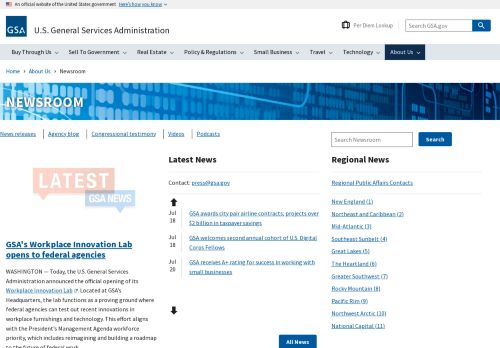 An official website of the United States government Here's how you know
GSA U.S. General Services Administration
Per Diem Lookup
Search GSA.gov
Buy Through Us Sell To Government Real Estate Policy & Regulations Small Business Travel Technology About Us
Home › About Us › Newsroom
NEWSROOM
News releases Agency blog Congressional testimony Videos Podcasts
Search Newsroom Search
LATEST
GSA NEWS
GSA's Workplace Innovation Lab
opens to federal agencies
WASHINGTON — Today, the U.S. General Services
Administration announced the official opening of its
Workplace Innovation Lab. Located at GSA's
Headquarters, the lab functions as a proving ground where
federal agencies can test out recent innovations in
workplace furnishings and technology. This effort aligns
with the President's Management Agenda workforce
priority, which includes reimagining and building a roadmap
to the future of federal work.
Latest News
Contact: press@gsa.gov
Jul
18
GSA awards city pair airline contracts; projects over
$2 billion in taxpayer savings
Jul
18
GSA welcomes second annual cohort of U.S. Digital
Corps Fellows
Jul
20
GSA receives A+ rating for success in working with
small businesses
All News
Regional News
Regional Public Affairs Contacts
New England (1)
Northeast and Caribbean (2)
Mid-Atlantic (3)
Southeast Sunbelt (4)
Great Lakes (5)
The Heartland (6)
Greater Southwest (7)
Rocky Mountain (8)
Pacific Rim (9)
Northwest Arctic (10)
National Capital (11)